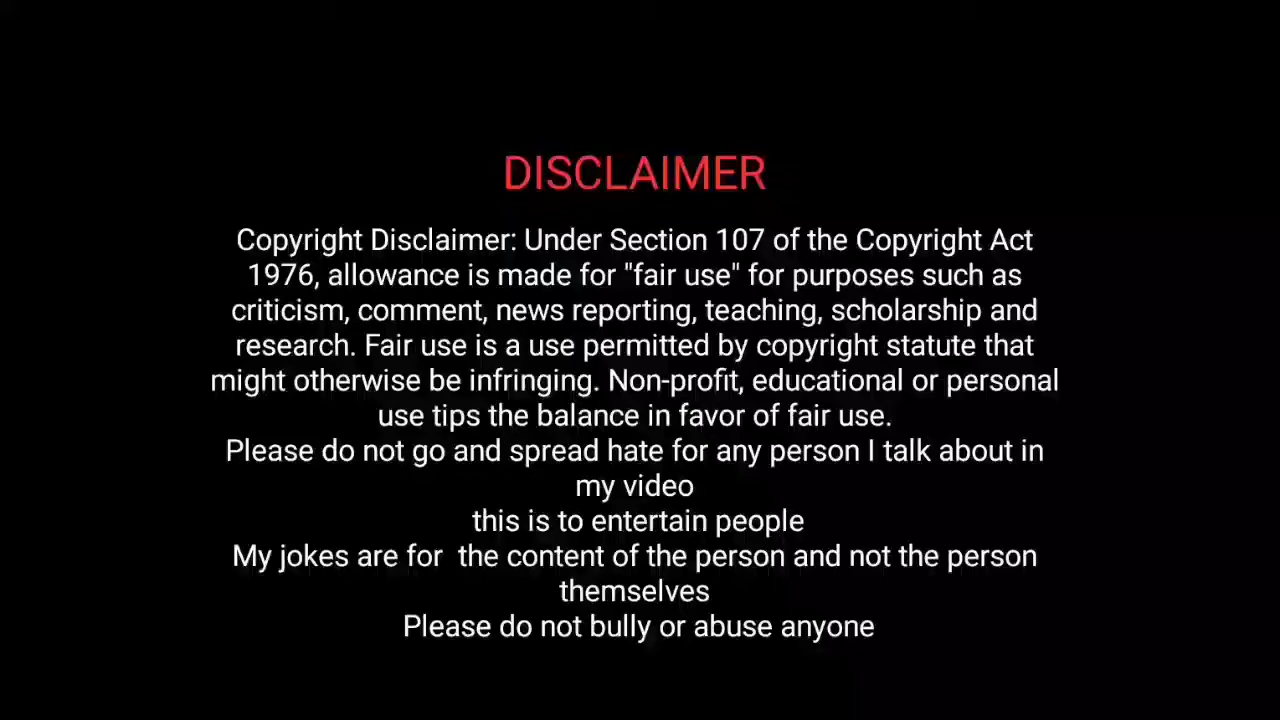 DISCLAIMER
Copyright Disclaimer: Under Section 107 of the Copyright Act
1976, allowance is made for "fair use" for purposes such as
criticism, comment, news reporting, teaching, scholarship and
research. Fair use is a use permitted by copyright statute that
might otherwise be infringing. Non-profit, educational or personal
use tips the balance in favor of fair use.
Please do not go and spread hate for any person I talk about in
my video
this is to entertain people
My jokes are for  the content of the person and not the person
themselves
Please do not bully or abuse anyone